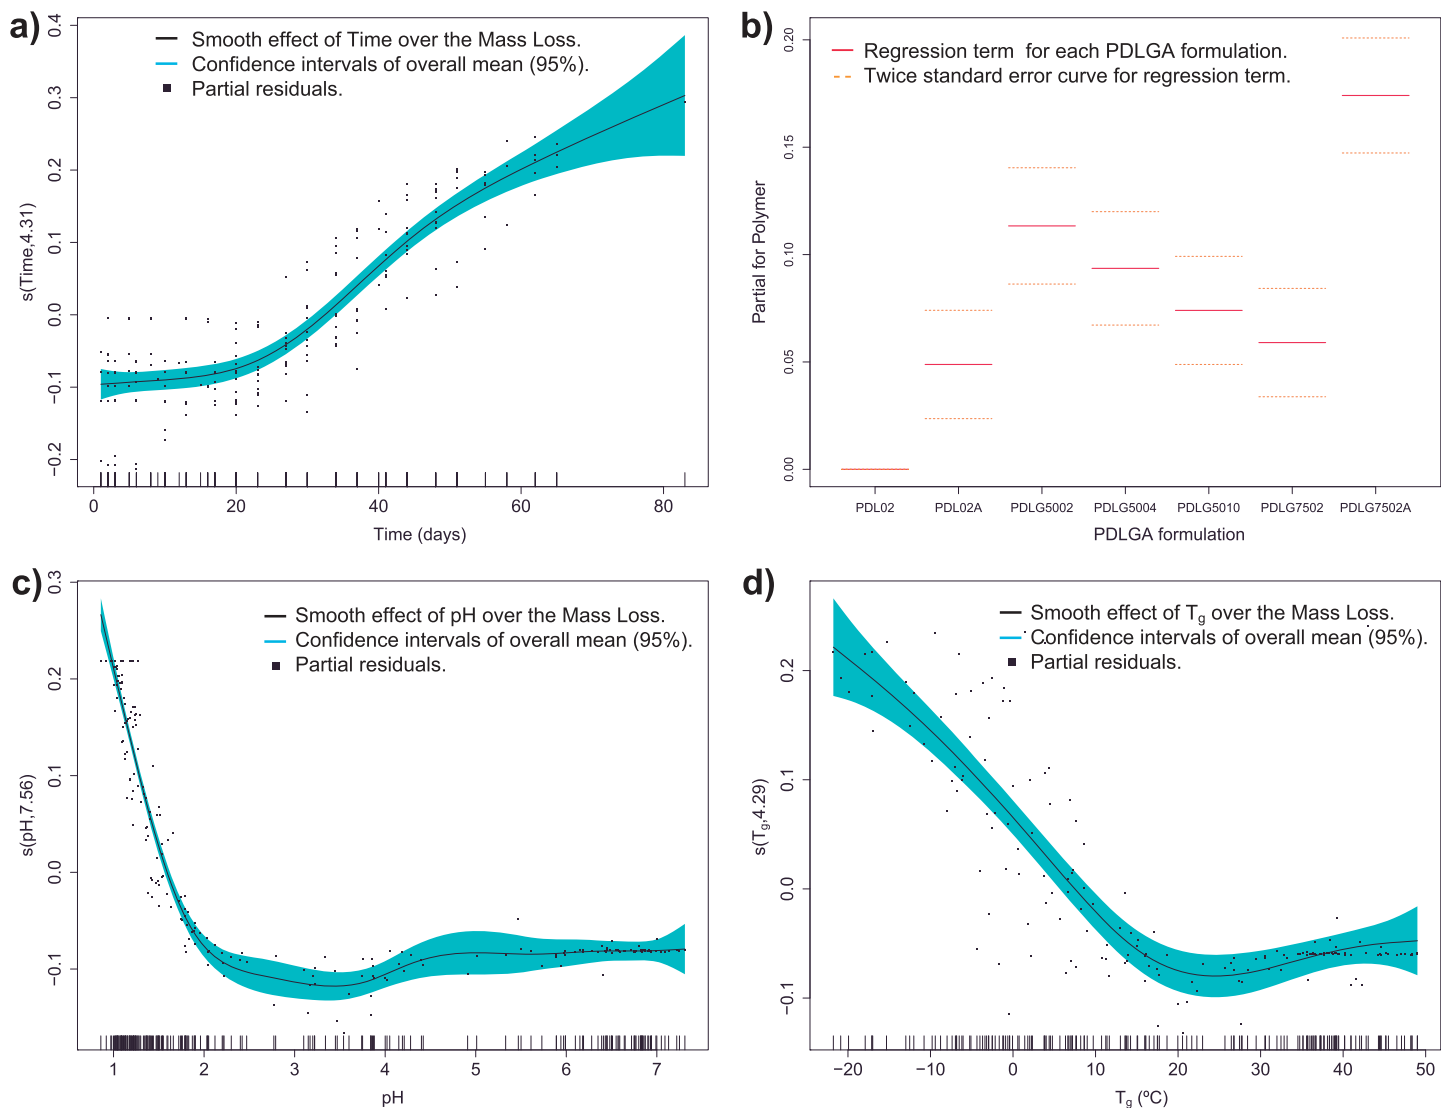 a)
Smooth effect of Time over the Mass Loss.
Confidence intervals of overall mean (95%).
Partial residuals.
s(Time,4.31)
0.4
0.3
0.2
0.1
0.0
−0.1
−0.2
0 20 40 60 80
Time (days)
b)
Regression term for each PDLGA formulation.
Twice standard error curve for regression term.
Partial for Polymer
0.20
0.15
0.10
0.05
0.00
PDL02 PDL02A PDLG5002 PDLG5004 PDLG5010 PDLG7502 PDLG7502A
PDLGA formulation
c)
Smooth effect of pH over the Mass Loss.
Confidence intervals of overall mean (95%).
Partial residuals.
s(pH,7.56)
0.3
0.2
0.1
0.0
−0.1
1 2 3 4 5 6 7
pH
d)
Smooth effect of Tg over the Mass Loss.
Confidence intervals of overall mean (95%).
Partial residuals.
s(Tg,4.29)
0.2
0.1
0.0
−0.1
−20 −10 0 10 20 30 40 50
Tg (ºC)